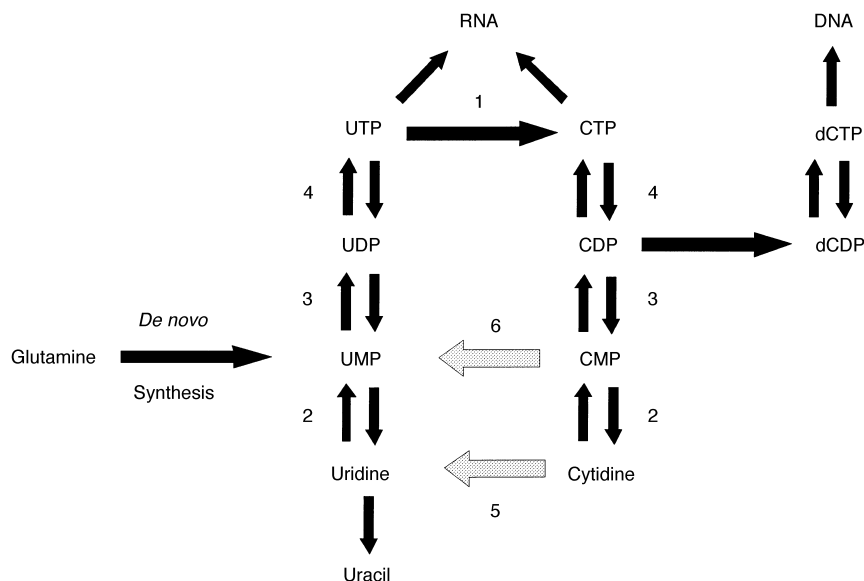 RNA
DNA
1
UTP
CTP
dCTP
4
4
UDP
CDP
dCDP
3
3
De novo
6
Glutamine
UMP
CMP
Synthesis
2
2
Uridine
Cytidine
5
Uracil